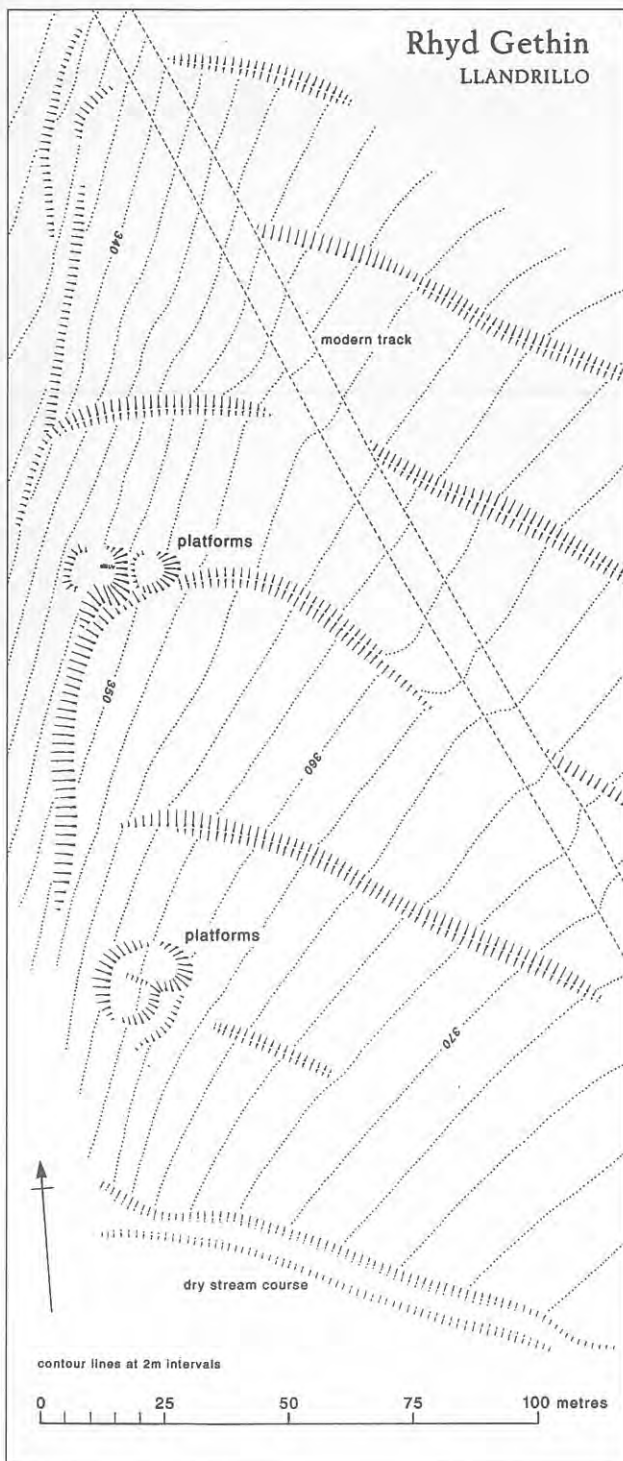 Rhyd Gethin
LLANDRILLO
340
modern track
platforms
350
360
platforms
370
dry stream course
contour lines at 2m intervals
0 25 50 75 100 metres